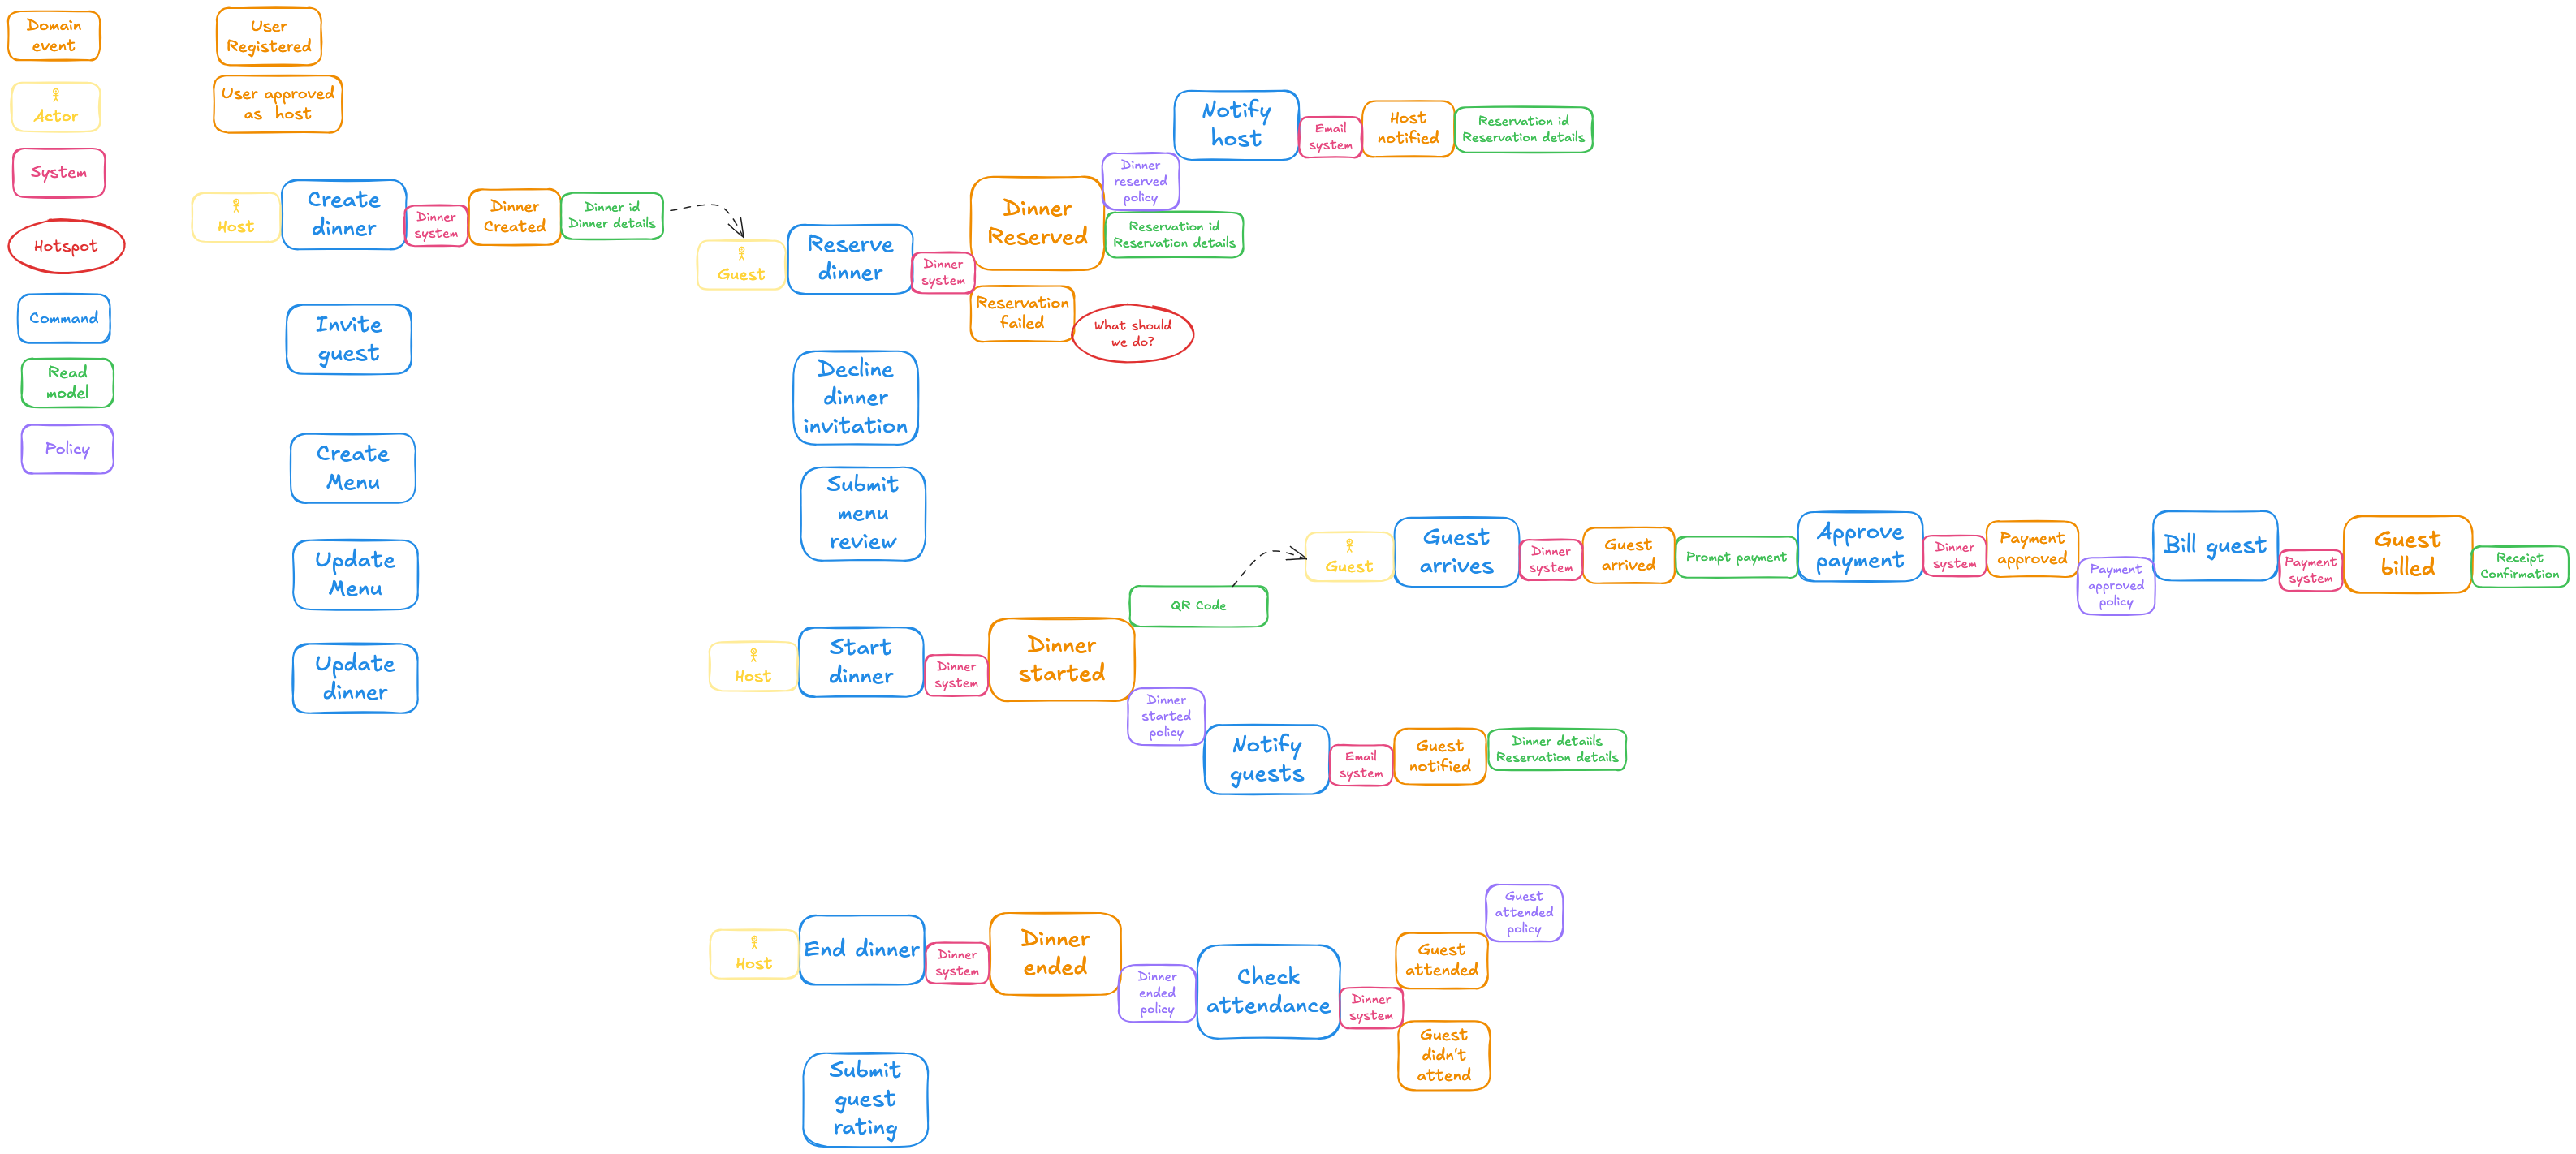 Domain
event
Actor
System
Hotspot
Command
Read
model
Policy
User
Registered
User approved
as host
Host
Create
dinner
Dinner
system
Dinner
Created
Dinner id
Dinner details
Guest
Reserve
dinner
Dinner
system
Dinner
Reserved
Dinner
reserved
policy
Notify
host
Email
system
Host
notified
Reservation id
Reservation details
Reservation id
Reservation details
Reservation
failed
What should
we do?
Invite
guest
Create
Menu
Update
Menu
Update
dinner
Decline
dinner
invitation
Submit
menu
review
Host
Start
dinner
Dinner
system
Dinner
started
QR Code
Guest
Guest
arrives
Dinner
system
Guest
arrived
Prompt payment
Approve
payment
Dinner
system
Payment
approved
Payment
approved
policy
Bill guest
Payment
system
Guest
billed
Receipt
Confirmation
Dinner
started
policy
Notify
guests
Email
system
Guest
notified
Dinner detaiils
Reservation details
Host
End dinner
Dinner
system
Dinner
ended
Dinner
ended
policy
Check
attendance
Dinner
system
Guest
attended
Guest
attended
policy
Guest
didn't
attend
Submit
guest
rating